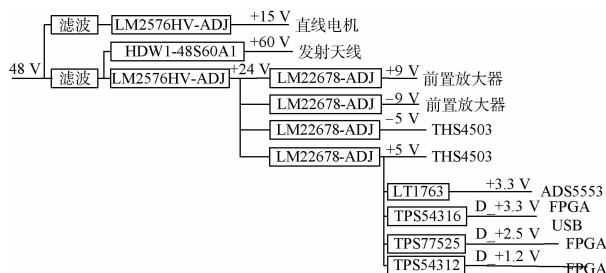 滤波 LM2576HV-ADJ +15 V 直线电机
HDW1-48S60A1 +60 V 发射天线
48 V 滤波 LM2576HV-ADJ +24 V LM22678-ADJ +9 V 前置放大器
LM22678-ADJ −9 V 前置放大器
LM22678-ADJ −5 V THS4503
LM22678-ADJ +5 V THS4503
LT1763 +3.3 V ADS5553
TPS54316 D_+3.3 V FPGA
USB
TPS77525 D_+2.5 V FPGA
TPS54312 D_+1.2 V FPGA